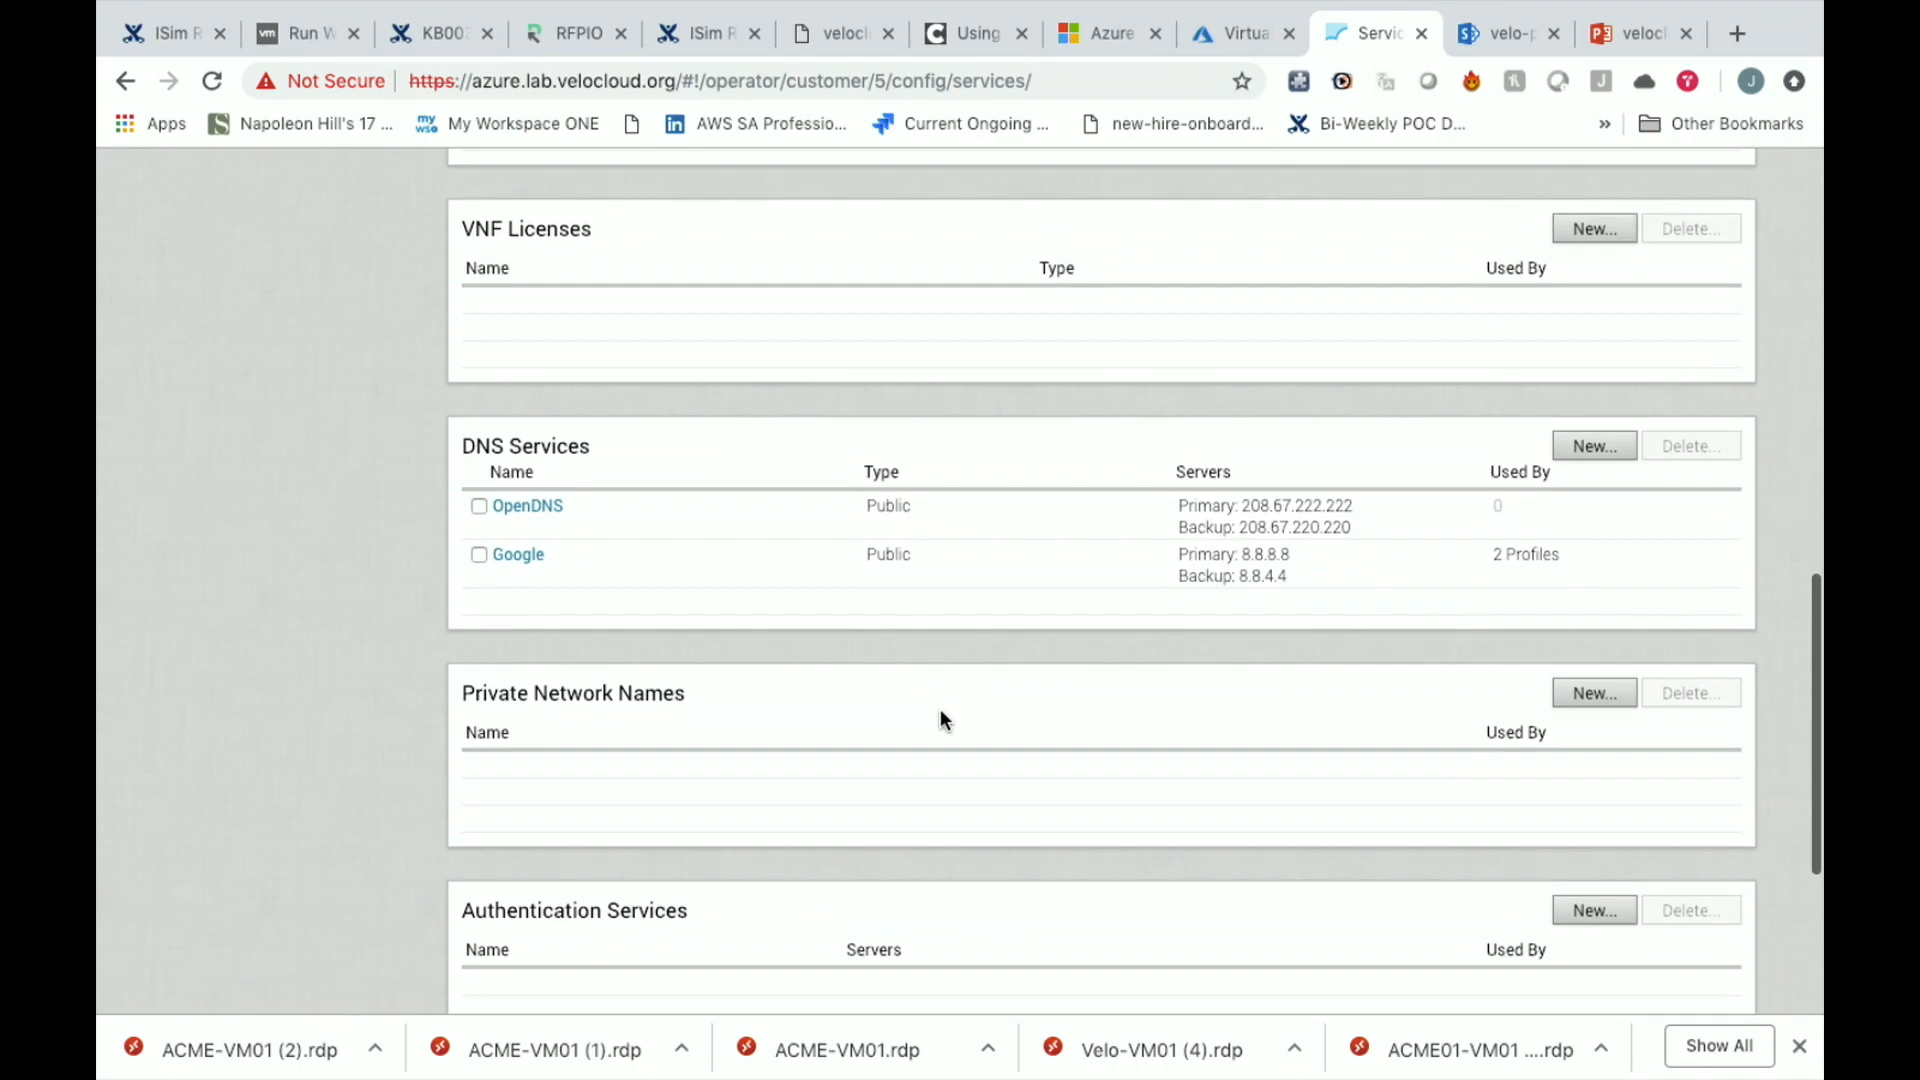 ISim R
Run W
KB003
RFPIO
ISim R
velocl
Using
Azure
Virtua
Servic
velo-p
velocl
Not Secure | https://azure.lab.velocloud.org/#!/operator/customer/5/config/services/
Apps
Napoleon Hill's 17 ...
My Workspace ONE
AWS SA Professio...
Current Ongoing ...
new-hire-onboard...
Bi-Weekly POC D...
» Other Bookmarks
VNF Licenses New... Delete...
Name Type Used By
DNS Services New... Delete...
Name Type Servers Used By
OpenDNS Public Primary: 208.67.222.222 0
Backup: 208.67.220.220
Google Public Primary: 8.8.8.8 2 Profiles
Backup: 8.8.4.4
Private Network Names New... Delete...
Name Used By
Authentication Services New... Delete...
Name Servers Used By
ACME-VM01 (2).rdp
ACME-VM01 (1).rdp
ACME-VM01.rdp
Velo-VM01 (4).rdp
ACME01-VM01 ....rdp
Show All